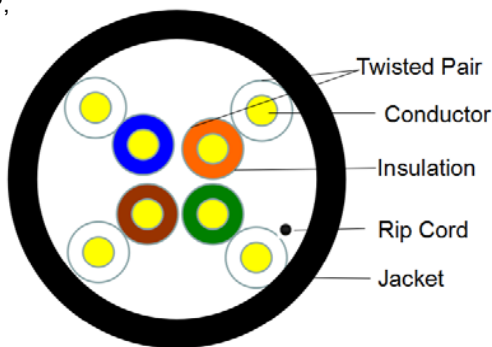 Twisted Pair
Conductor
Insulation
Rip Cord
Jacket